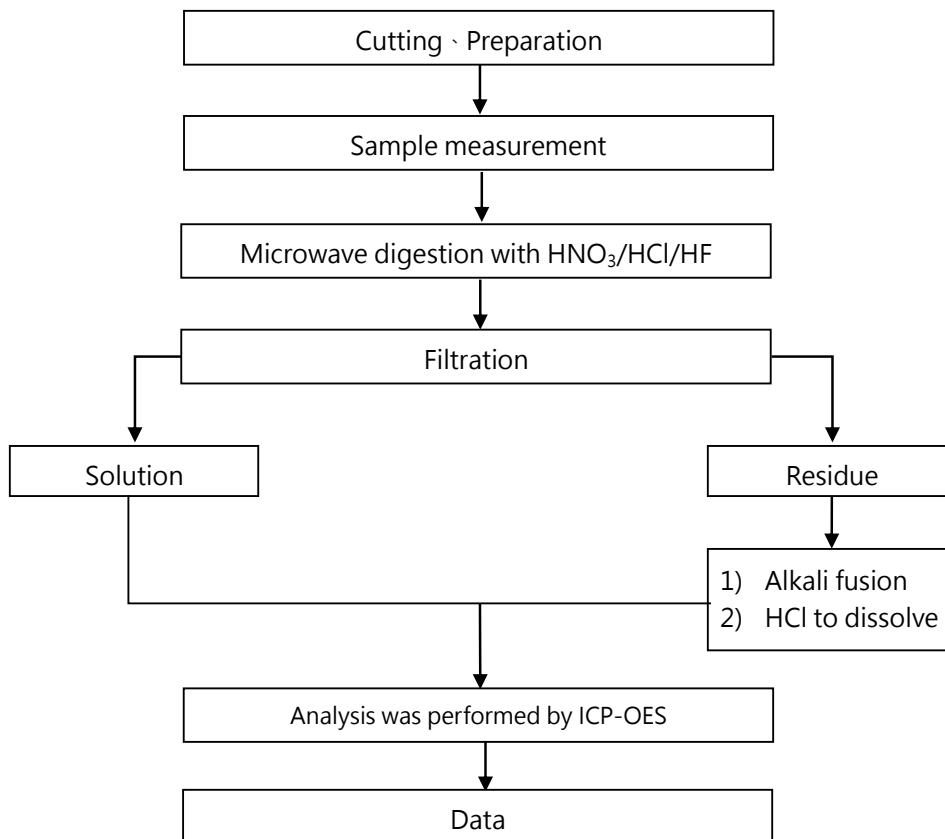 Cutting、Preparation
Sample measurement
Microwave digestion with HNO₃/HCl/HF
Filtration
Solution
Residue
1) Alkali fusion
2) HCl to dissolve
Analysis was performed by ICP-OES
Data